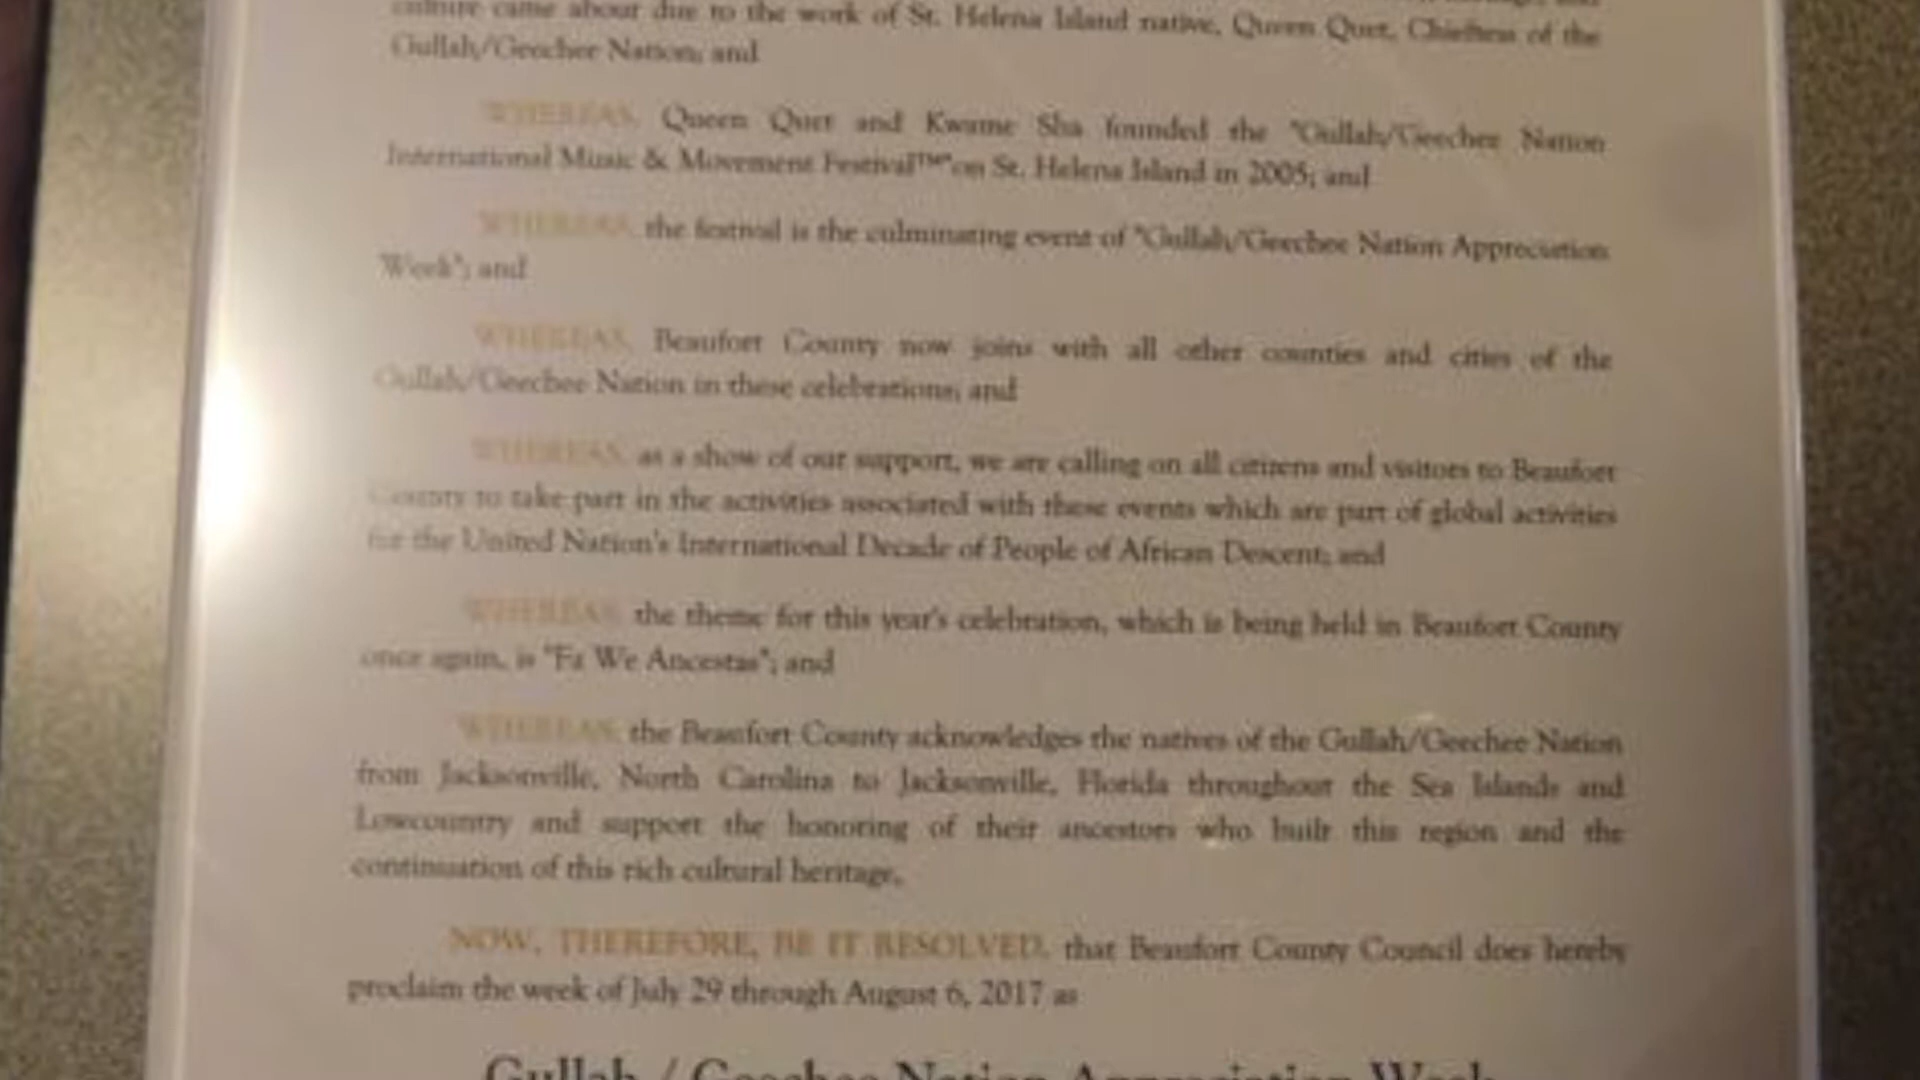 culture came about due to the work of St. Helena Island native, Queen Quet, Chieftess of the
Gullah/Geechee Nation; and
WHEREAS, Queen Quet and Kwame Sha founded the "Gullah/Geechee Nation
International Music & Movement Festival™" on St. Helena Island in 2005; and
WHEREAS, the festival is the culminating event of "Gullah/Geechee Nation Appreciation
Week"; and
WHEREAS, Beaufort County now joins with all other counties and cities of the
Gullah/Geechee Nation in these celebrations; and
WHEREAS, as a show of our support, we are calling on all citizens and visitors to Beaufort
County to take part in the activities associated with these events which are part of global activities
for the United Nation's International Decade of People of African Descent; and
WHEREAS, the theme for this year's celebration, which is being held in Beaufort County
once again, is "Fa We Ancestas"; and
WHEREAS, the Beaufort County acknowledges the natives of the Gullah/Geechee Nation
from Jacksonville, North Carolina to Jacksonville, Florida throughout the Sea Islands and
Lowcountry and support the honoring of their ancestors who built this region and the
continuation of this rich cultural heritage.
NOW, THEREFORE, BE IT RESOLVED, that Beaufort County Council does hereby
proclaim the week of July 29 through August 6, 2017 as
Gullah / Geechee Nation Appreciation Week